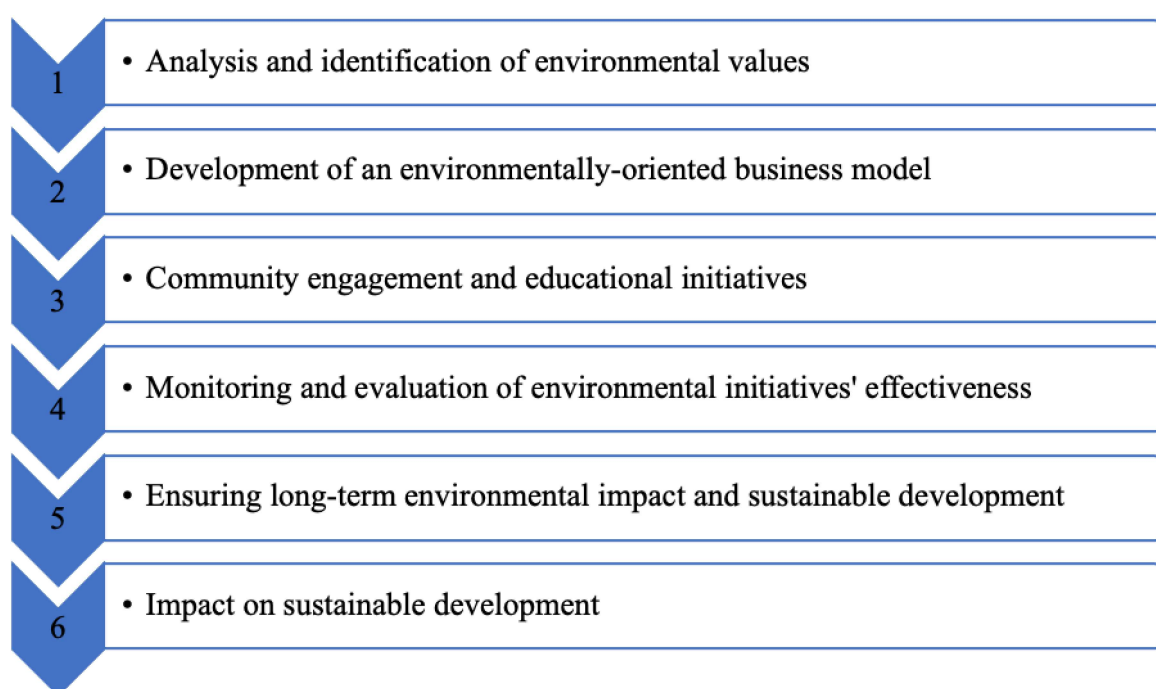 1
• Analysis and identification of environmental values
2
• Development of an environmentally-oriented business model
3
• Community engagement and educational initiatives
4
• Monitoring and evaluation of environmental initiatives' effectiveness
5
• Ensuring long-term environmental impact and sustainable development
6
• Impact on sustainable development